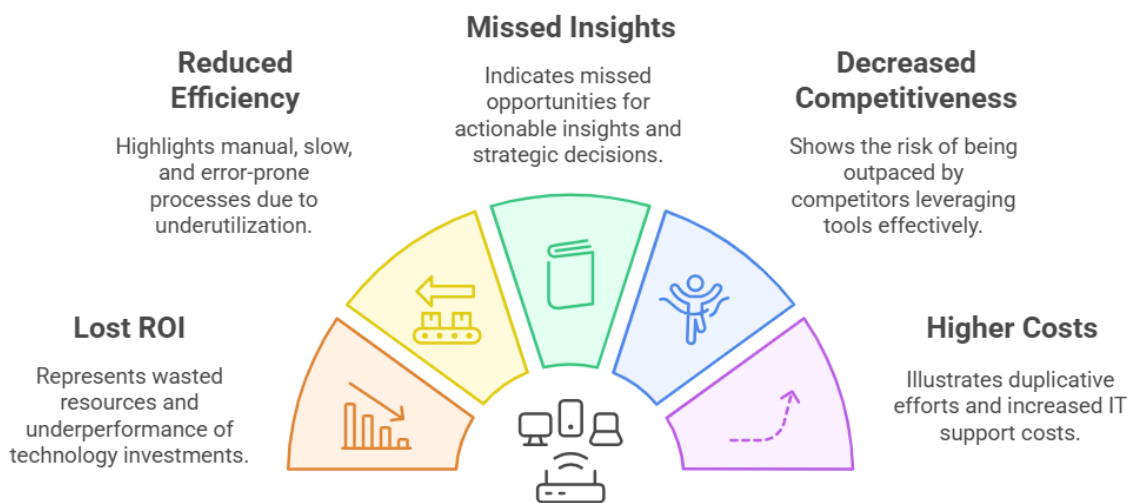 Missed Insights
Indicates missed
opportunities for
actionable insights and
strategic decisions.
Reduced
Efficiency
Highlights manual, slow,
and error-prone
processes due to
underutilization.
Decreased
Competitiveness
Shows the risk of being
outpaced by
competitors leveraging
tools effectively.
Lost ROI
Represents wasted
resources and
underperformance of
technology investments.
Higher Costs
Illustrates duplicative
efforts and increased IT
support costs.